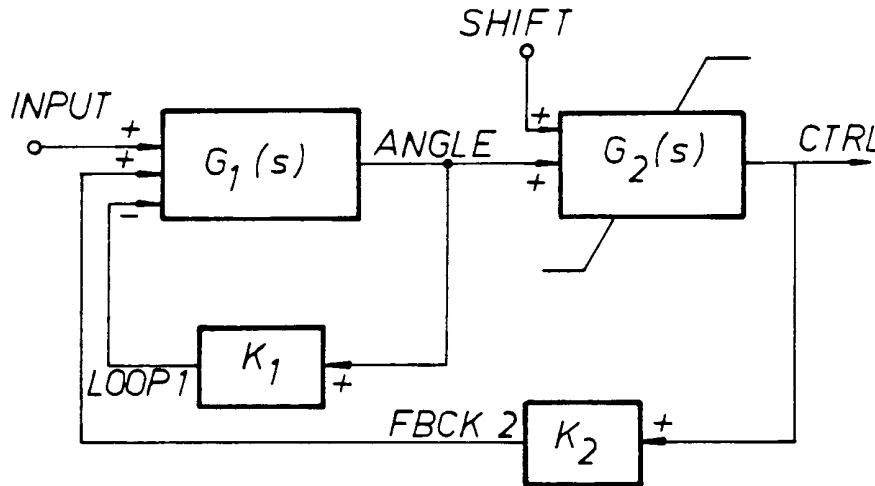 SHIFT
INPUT
+
+
-
G1(s)
ANGLE
+
+
G2(s)
CTRL
LOOP1
K1
+
FBCK 2
K2
+